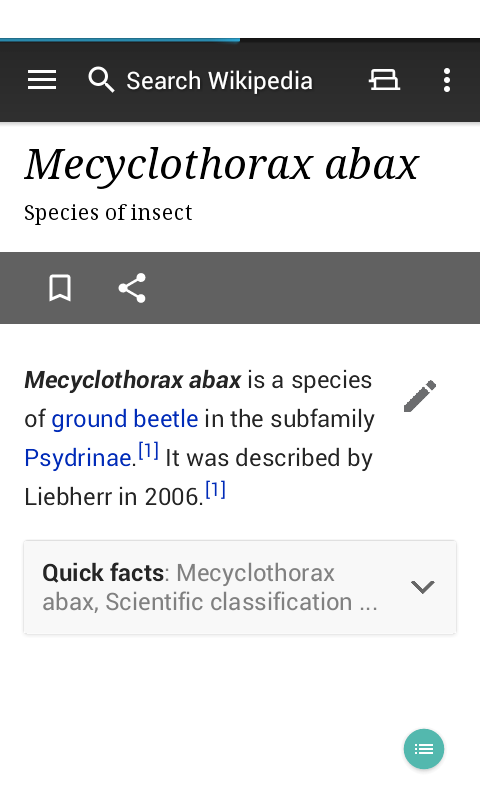 Search Wikipedia
Mecyclothorax abax
Species of insect
Mecyclothorax abax is a species
of ground beetle in the subfamily
Psydrinae.[1] It was described by
Liebherr in 2006.[1]
Quick facts: Mecyclothorax
abax, Scientific classification ...